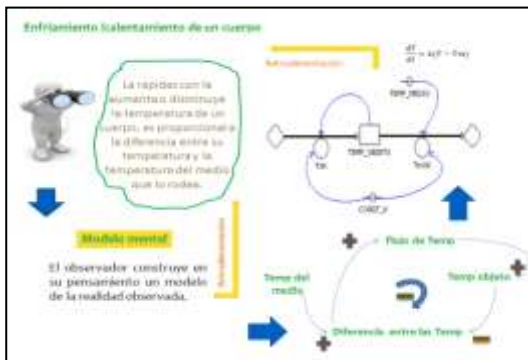 Enfriamiento /calentamiento de un cuerpo
La rapidez con la
aumenta o disminuye
la temperatura de un
cuerpo, es proporcional a
la diferencia entre su
temperatura y la
temperatura del medio
que lo rodea.
Modelo mental
El observador construye en
su pensamiento un modelo
de la realidad observada.
Retroalimentación
Retroalimentación
TEMP_MEDIO
TEMP_OBJETO
CONST_K
Flujo de Temp
Temp del
medio
Temp objeto
Diferencia entre las Temp